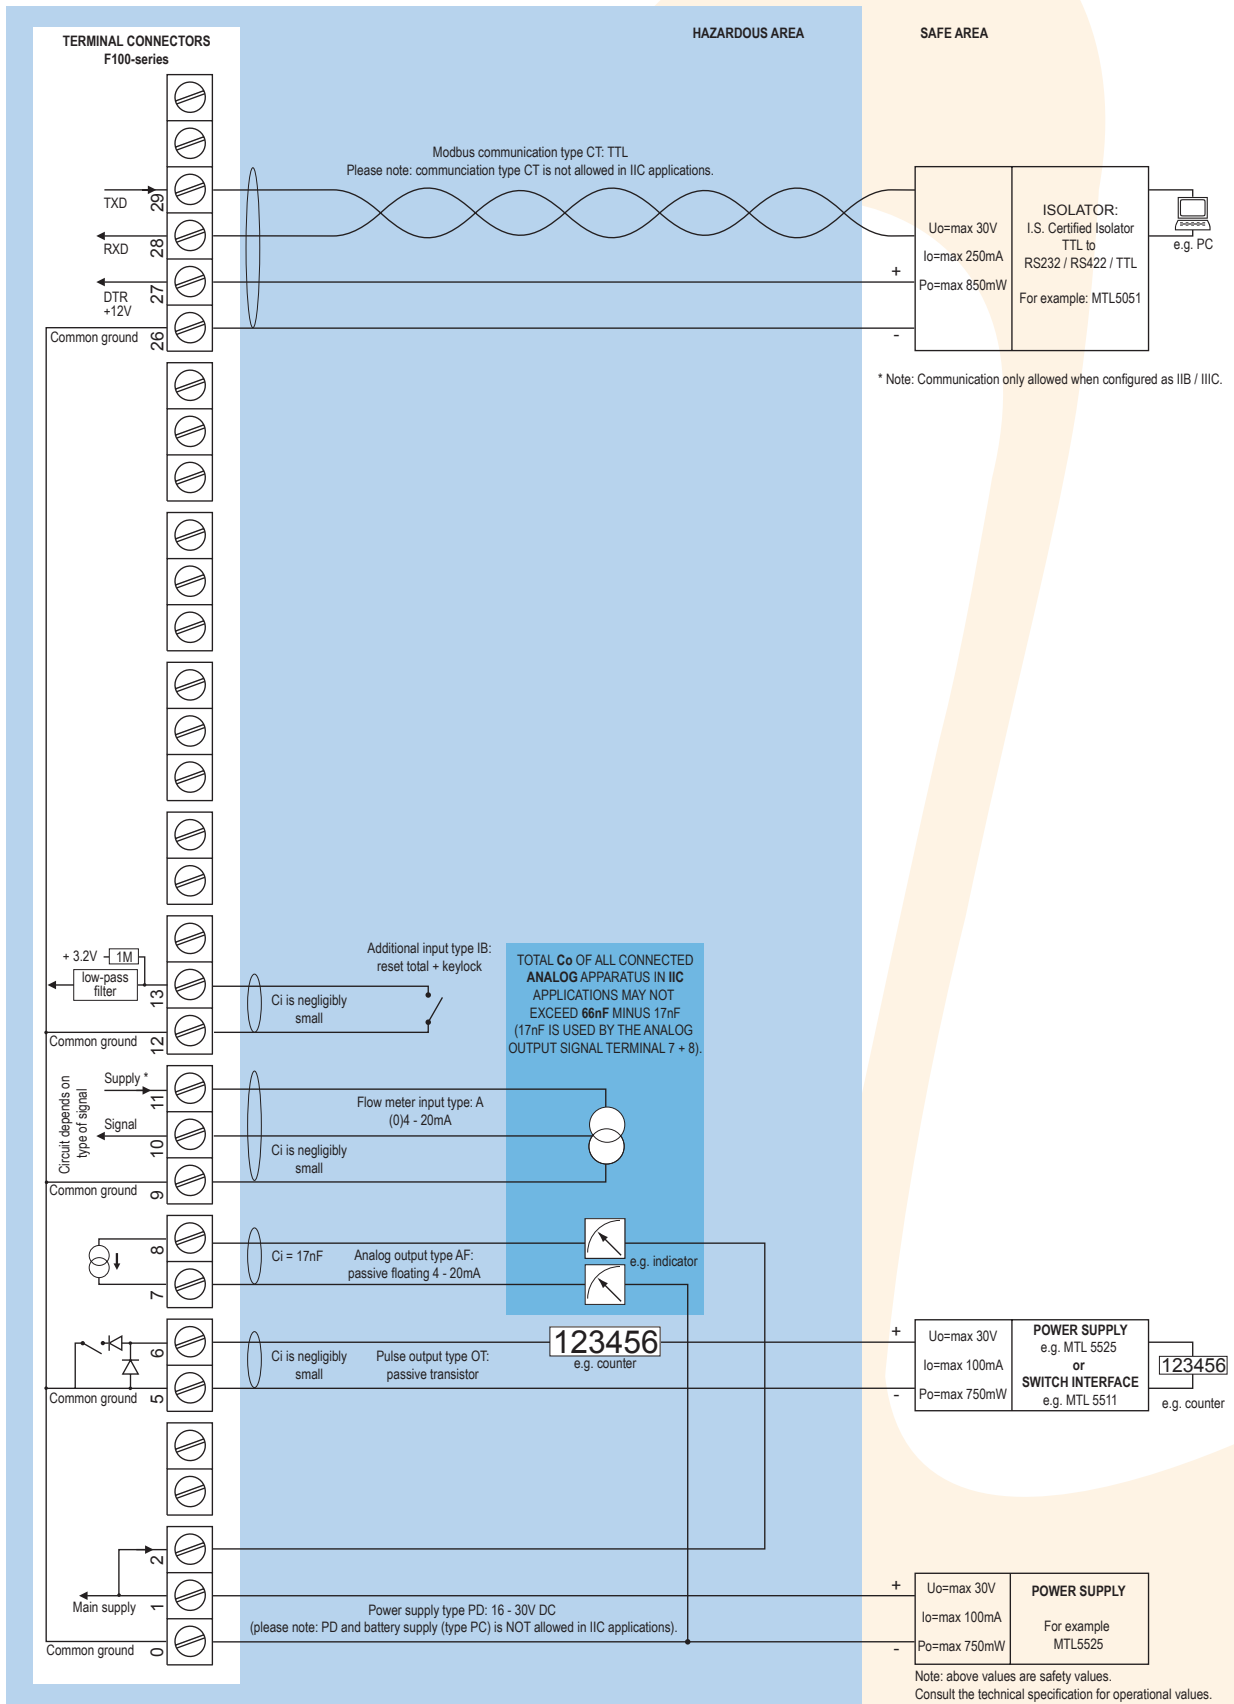 TERMINAL CONNECTORS
F100-series
HAZARDOUS AREA
SAFE AREA
Modbus communication type CT: TTL
Please note: communciation type CT is not allowed in IIC applications.
TXD
29
RXD
28
DTR
+12V
27
Common ground
26
+
-
Uo=max 30V
Io=max 250mA
Po=max 850mW
ISOLATOR:
I.S. Certified Isolator
TTL to
RS232 / RS422 / TTL
For example: MTL5051
e.g. PC
* Note: Communication only allowed when configured as IIB / IIIC.
+ 3.2V
1M
low-pass
filter
13
Common ground
12
Ci is negligibly
small
Additional input type IB:
reset total + keylock
TOTAL Co OF ALL CONNECTED
ANALOG APPARATUS IN IIC
APPLICATIONS MAY NOT
EXCEED 66nF MINUS 17nF
(17nF IS USED BY THE ANALOG
OUTPUT SIGNAL TERMINAL 7 + 8).
Circuit depends on
type of signal
Supply *
11
Signal
10
Common ground
9
Flow meter input type: A
(0)4 - 20mA
Ci is negligibly
small
8
7
Ci = 17nF
Analog output type AF:
passive floating 4 - 20mA
e.g. indicator
6
Common ground
5
Ci is negligibly
small
Pulse output type OT:
passive transistor
123456
e.g. counter
+
-
Uo=max 30V
Io=max 100mA
Po=max 750mW
POWER SUPPLY
e.g. MTL 5525
or
SWITCH INTERFACE
e.g. MTL 5511
123456
e.g. counter
2
Main supply
1
Common ground
0
Power supply type PD: 16 - 30V DC
(please note: PD and battery supply (type PC) is NOT allowed in IIC applications).
+
-
Uo=max 30V
Io=max 100mA
Po=max 750mW
POWER SUPPLY
For example
MTL5525
Note: above values are safety values.
Consult the technical specification for operational values.